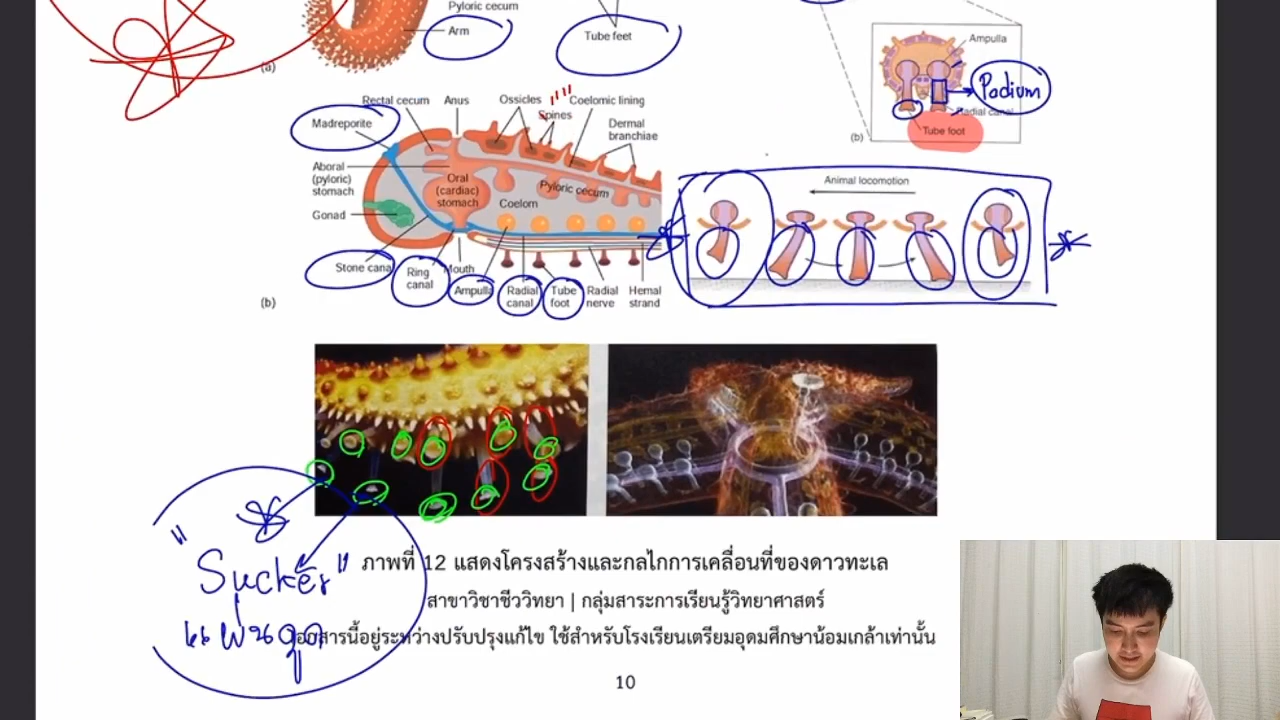 Pyloric cecum
Arm
Tube feet
(a)
Ampulla
Podium
Radial canal
Tube foot
(b)
Rectal cecum
Anus
Ossicles
Spines
Coelomic lining
Dermal
branchiae
Madreporite
Aboral
(pyloric)
stomach
Oral
(cardiac)
stomach
Pyloric cecum
Coelom
Gonad
Stone canal
Ring
canal
Mouth
Ampulla
Radial
canal
Tube
foot
Radial
nerve
Hemal
strand
(b)
Animal locomotion
"Sucker"
แผ่นดูด
ภาพที่ 12 แสดงโครงสร้างและกลไกการเคลื่อนที่ของดาวทะเล
สาขาวิชาชีววิทยา | กลุ่มสาระการเรียนรู้วิทยาศาสตร์
เอกสารนี้อยู่ระหว่างปรับปรุงแก้ไข ใช้สำหรับโรงเรียนเตรียมอุดมศึกษาน้อมเกล้าเท่านั้น
10